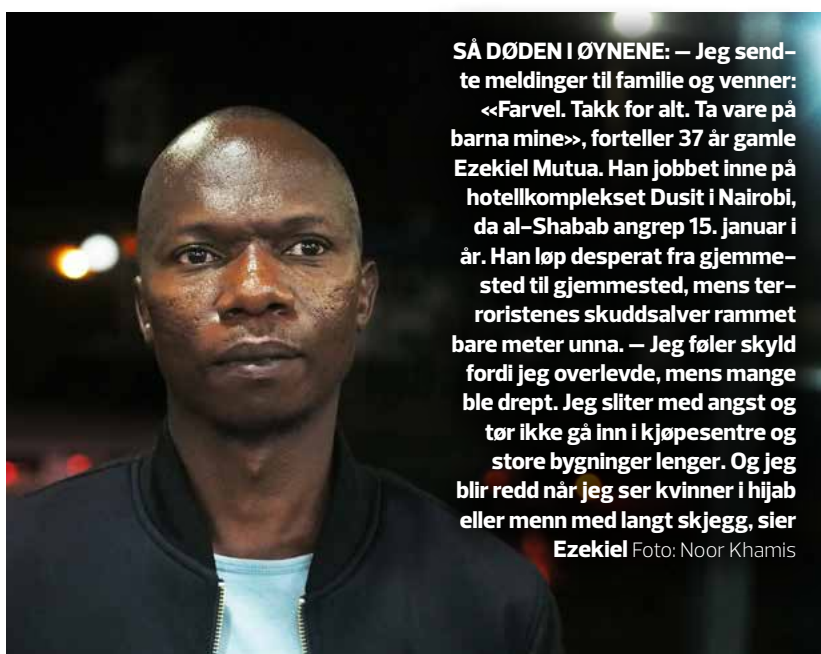 SÅ DØDEN I ØYNENE: – Jeg send-
te meldinger til familie og venner:
«Farvel. Takk for alt. Ta vare på
barna mine», forteller 37 år gamle
Ezekiel Mutua. Han jobbet inne på
hotellkomplekset Dusit i Nairobi,
da al-Shabab angrep 15. januar i
år. Han løp desperat fra gjemme-
sted til gjemmested, mens ter-
roristenes skuddsalver rammet
bare meter unna. – Jeg føler skyld
fordi jeg overlevde, mens mange
ble drept. Jeg sliter med angst og
tør ikke gå inn i kjøpesentre og
store bygninger lenger. Og jeg
blir redd når jeg ser kvinner i hijab
eller menn med langt skjegg, sier
Ezekiel Foto: Noor Khamis